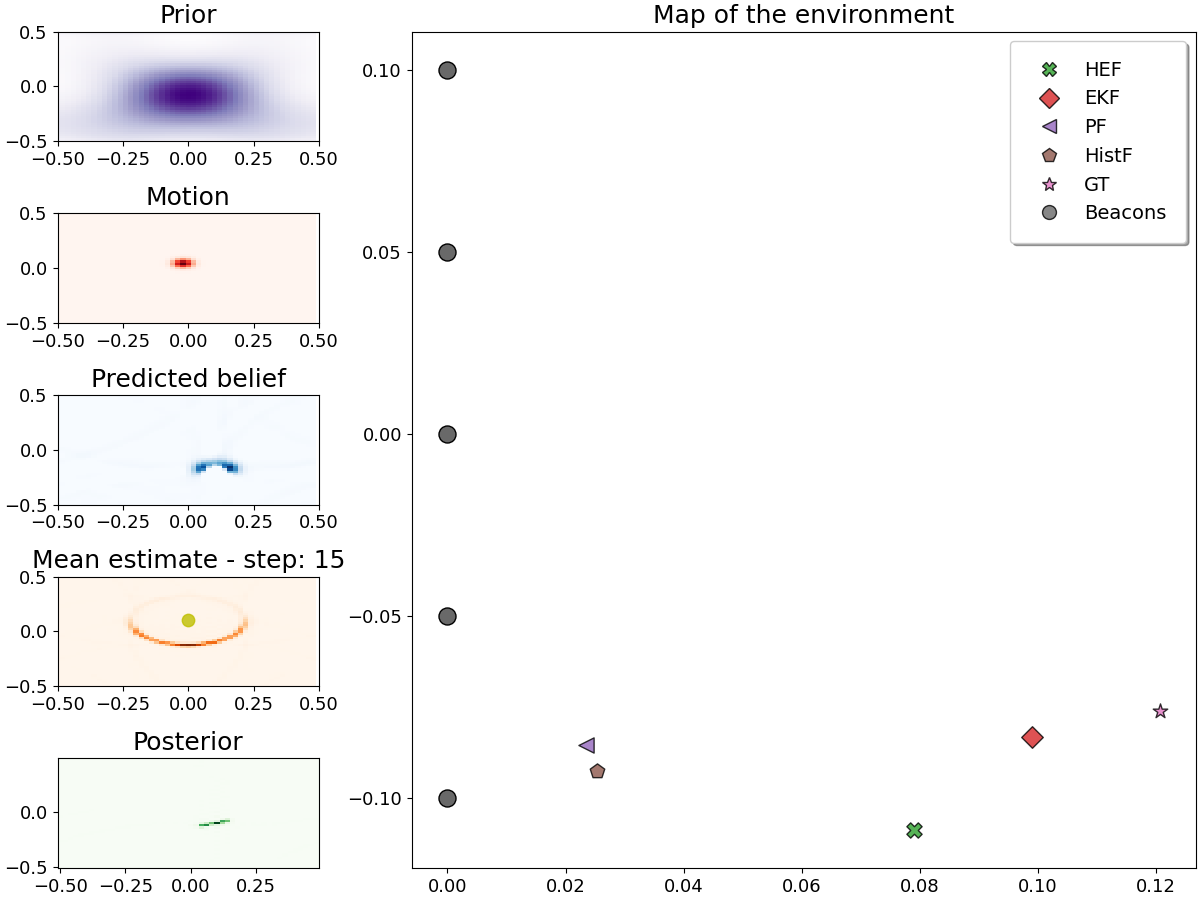 Prior
0.5
0.0
−0.5
−0.50 −0.25 0.00 0.25 0.50
Motion
0.5
0.0
−0.5
−0.50 −0.25 0.00 0.25 0.50
Predicted belief
0.5
0.0
−0.5
−0.50 −0.25 0.00 0.25 0.50
Mean estimate - step: 15
0.5
0.0
−0.5
−0.50 −0.25 0.00 0.25 0.50
Posterior
0.0
−0.5
−0.50 −0.25 0.00 0.25
Map of the environment
0.10
0.05
0.00
−0.05
−0.10
0.00 0.02 0.04 0.06 0.08 0.10 0.12
HEF
EKF
PF
HistF
GT
Beacons